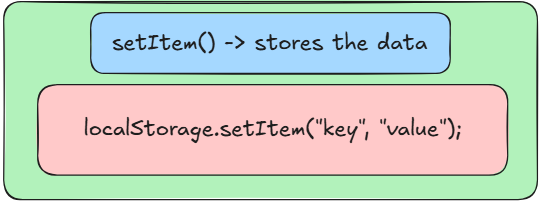 setItem() -> stores the data
localStorage.setItem("key", "value");